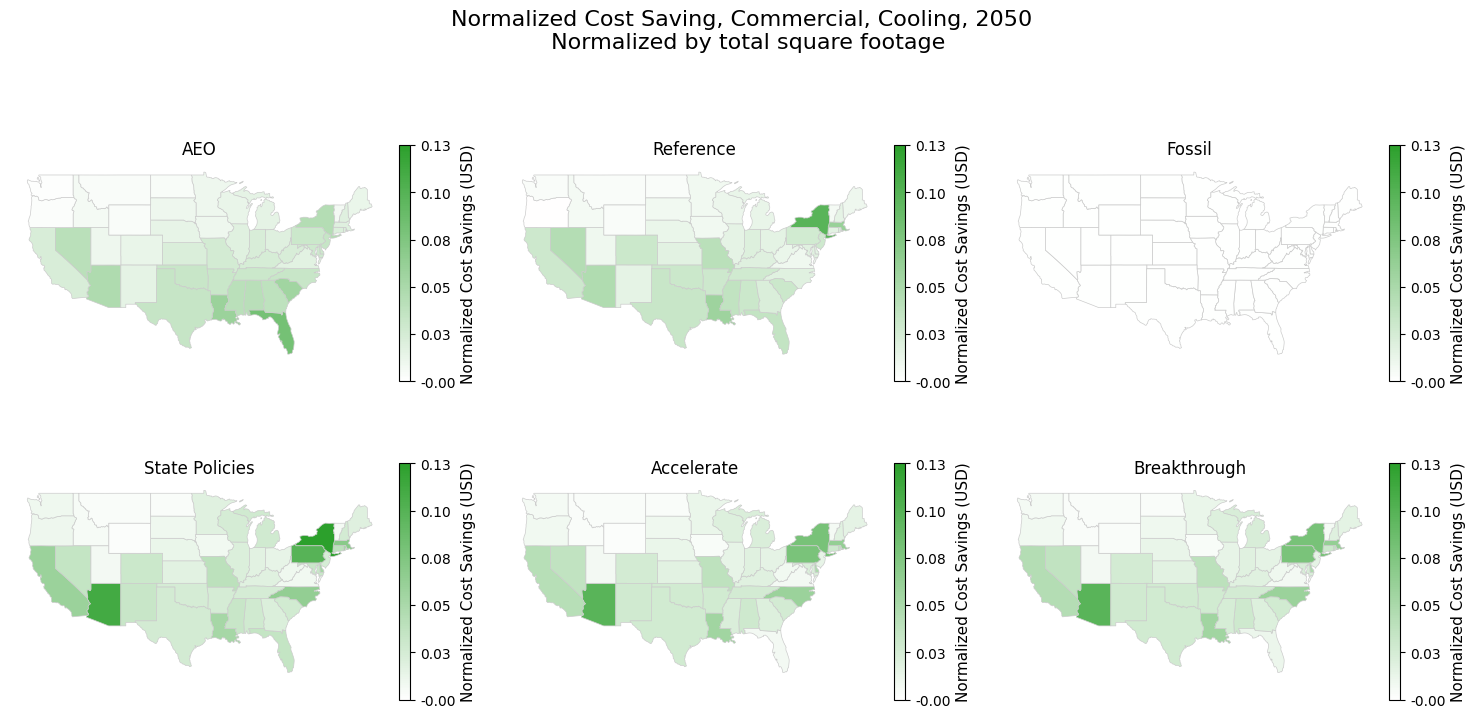 Normalized Cost Saving, Commercial, Cooling, 2050
Normalized by total square footage
AEO
0.13
0.10
0.08
0.05
0.03
-0.00
Normalized Cost Savings (USD)
Reference
0.13
0.10
0.08
0.05
0.03
-0.00
Normalized Cost Savings (USD)
Fossil
0.13
0.10
0.08
0.05
0.03
-0.00
Normalized Cost Savings (USD)
State Policies
0.13
0.10
0.08
0.05
0.03
-0.00
Normalized Cost Savings (USD)
Accelerate
0.13
0.10
0.08
0.05
0.03
-0.00
Normalized Cost Savings (USD)
Breakthrough
0.13
0.10
0.08
0.05
0.03
-0.00
Normalized Cost Savings (USD)